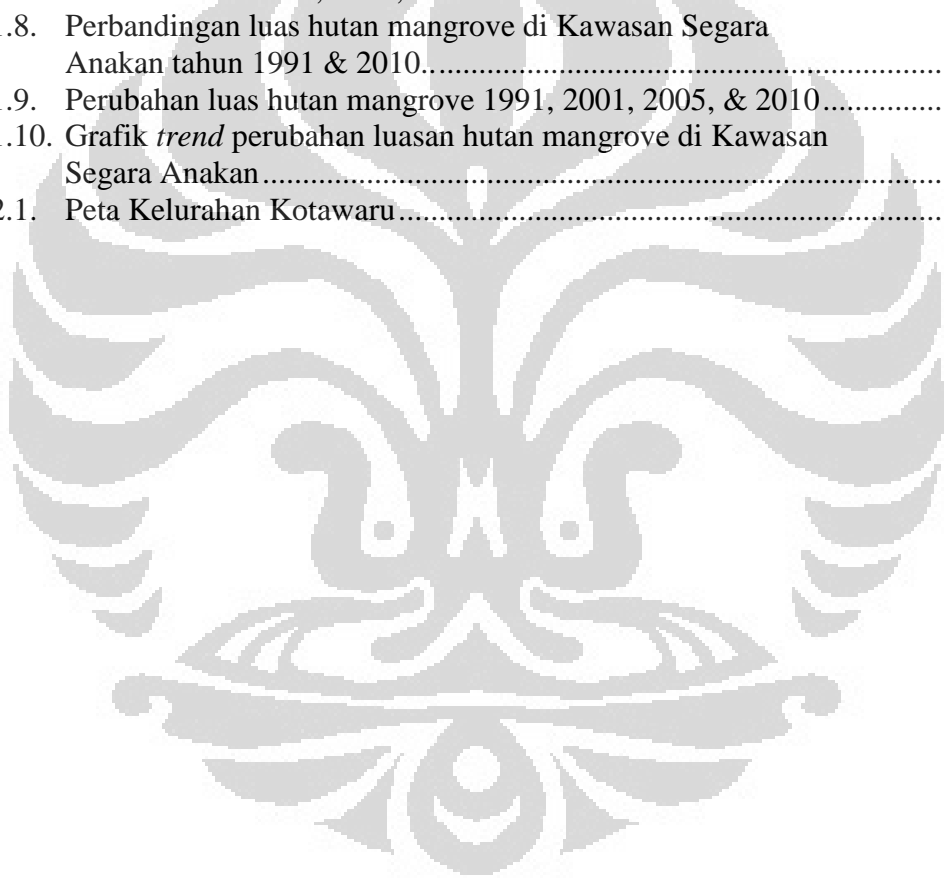 .8. Perbandingan luas hutan mangrove di Kawasan Segara
Anakan tahun 1991 & 2010..........................................................
.9. Perubahan luas hutan mangrove 1991, 2001, 2005, & 2010..............
.10. Grafik trend perubahan luasan hutan mangrove di Kawasan
Segara Anakan..................................................................................
2.1. Peta Kelurahan Kotawaru.................................................................